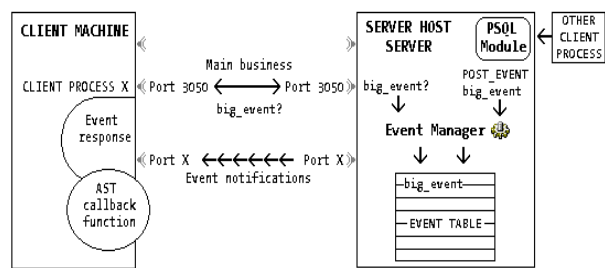 CLIENT MACHINE
SERVER HOST
SERVER
PSQL
Module
OTHER
CLIENT
PROCESS
Main business
CLIENT PROCESS X
Port 3050
Port 3050
big_event?
big_event?
POST_EVENT
big_event
Event
response
Event Manager
Port X
Port X
Event notifications
AST
callback
function
big_event
EVENT TABLE